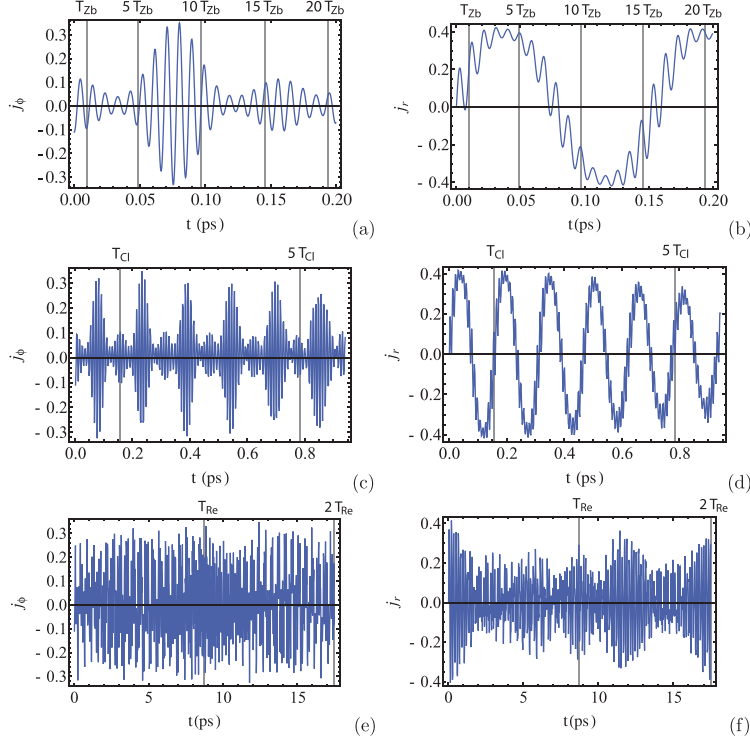 T_Zb 5 T_Zb 10 T_Zb 15 T_Zb 20 T_Zb
0.3
0.2
0.1
0.0
- 0.1
- 0.2
- 0.3
j_ϕ
0.00 0.05 0.10 0.15 0.20
t (ps)
(a)
T_Zb 5 T_Zb 10 T_Zb 15 T_Zb 20 T_Zb
0.4
0.2
0.0
- 0.2
- 0.4
j_r
0.00 0.05 0.10 0.15 0.20
t (ps)
(b)
T_Cl 5 T_Cl
0.3
0.2
0.1
0.0
- 0.1
- 0.2
- 0.3
j_ϕ
0.0 0.2 0.4 0.6 0.8
t (ps)
(c)
T_Cl 5 T_Cl
0.4
0.2
0.0
- 0.2
- 0.4
j_r
0.0 0.2 0.4 0.6 0.8
t (ps)
(d)
T_Re 2 T_Re
0.3
0.2
0.1
0.0
- 0.1
- 0.2
- 0.3
j_ϕ
0 5 10 15
t(ps)
(e)
T_Re 2 T_Re
0.4
0.2
0.0
- 0.2
- 0.4
j_r
0 5 10 15
t(ps)
(f)